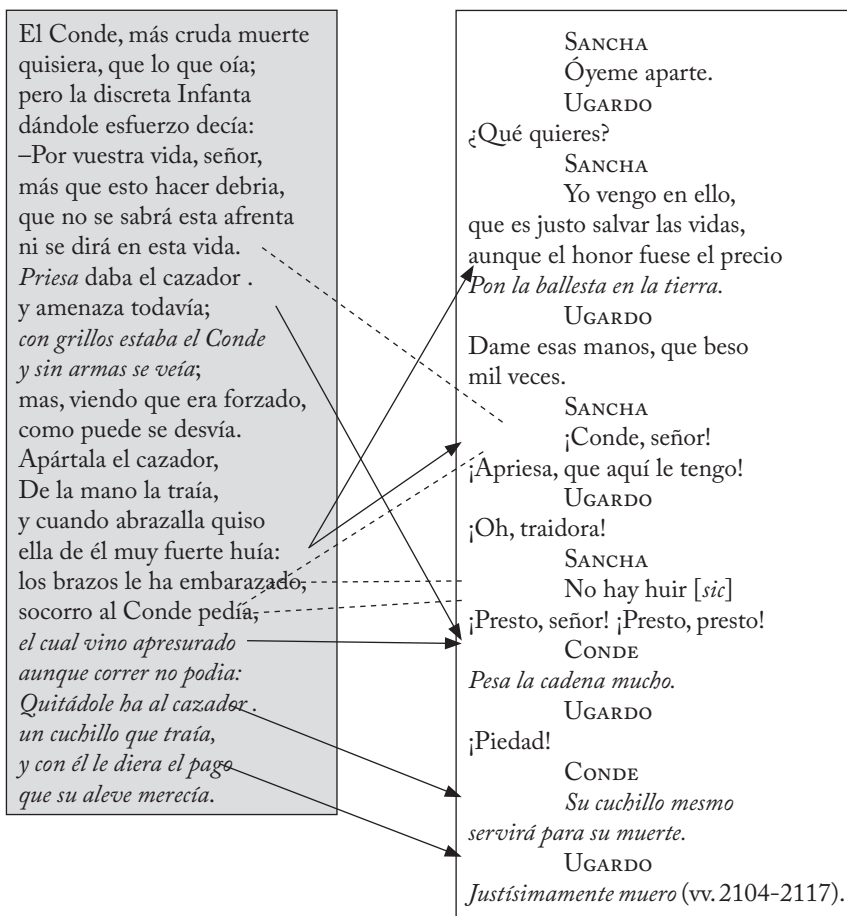 El Conde, más cruda muerte
quisiera, que lo que oía;
pero la discreta Infanta
dándole esfuerzo decía:
–Por vuestra vida, señor,
más que esto hacer debria,
que no se sabrá esta afrenta
ni se dirá en esta vida.
Priesa daba el cazador .
y amenaza todavía;
con grillos estaba el Conde
y sin armas se veía;
mas, viendo que era forzado,
como puede se desvía.
Apártala el cazador,
De la mano la traía,
y cuando abrazalla quiso
ella de él muy fuerte huía:
los brazos le ha embarazado,
socorro al Conde pedía,
el cual vino apresurado
aunque correr no podia:
Quitádole ha al cazador .
un cuchillo que traía,
y con él le diera el pago
que su aleve merecía.
Sancha
Óyeme aparte.
Ugardo
¿Qué quieres?
Sancha
Yo vengo en ello,
que es justo salvar las vidas,
aunque el honor fuese el precio
Pon la ballesta en la tierra.
Ugardo
Dame esas manos, que beso
mil veces.
Sancha
¡Conde, señor!
¡Apriesa, que aquí le tengo!
Ugardo
¡Oh, traidora!
Sancha
No hay huir [sic]
¡Presto, señor! ¡Presto, presto!
Conde
Pesa la cadena mucho.
Ugardo
¡Piedad!
Conde
Su cuchillo mesmo
servirá para su muerte.
Ugardo
Justísimamente muero (vv. 2104-2117).